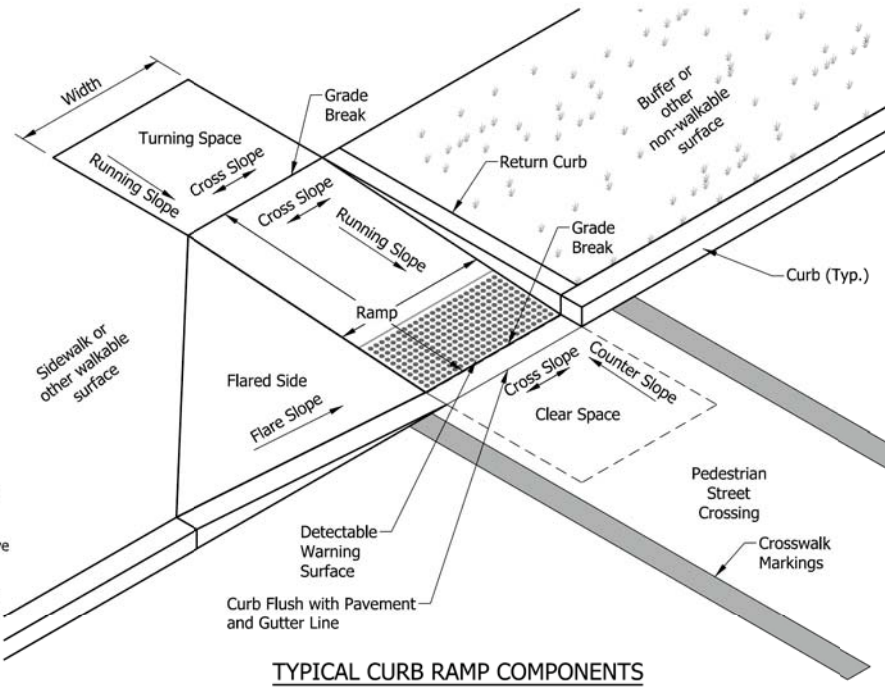 Width
Turning Space
Running Slope
Cross Slope
Grade
Break
Cross Slope
Running Slope
Return Curb
Buffer or
other
non-walkable
surface
Grade
Break
Curb (Typ.)
Ramp
Sidewalk or
other walkable
surface
Flared Side
Flare Slope
Cross Slope
Counter Slope
Clear Space
Pedestrian
Street
Crossing
Detectable
Warning
Surface
Crosswalk
Markings
Curb Flush with Pavement
and Gutter Line
TYPICAL CURB RAMP COMPONENTS